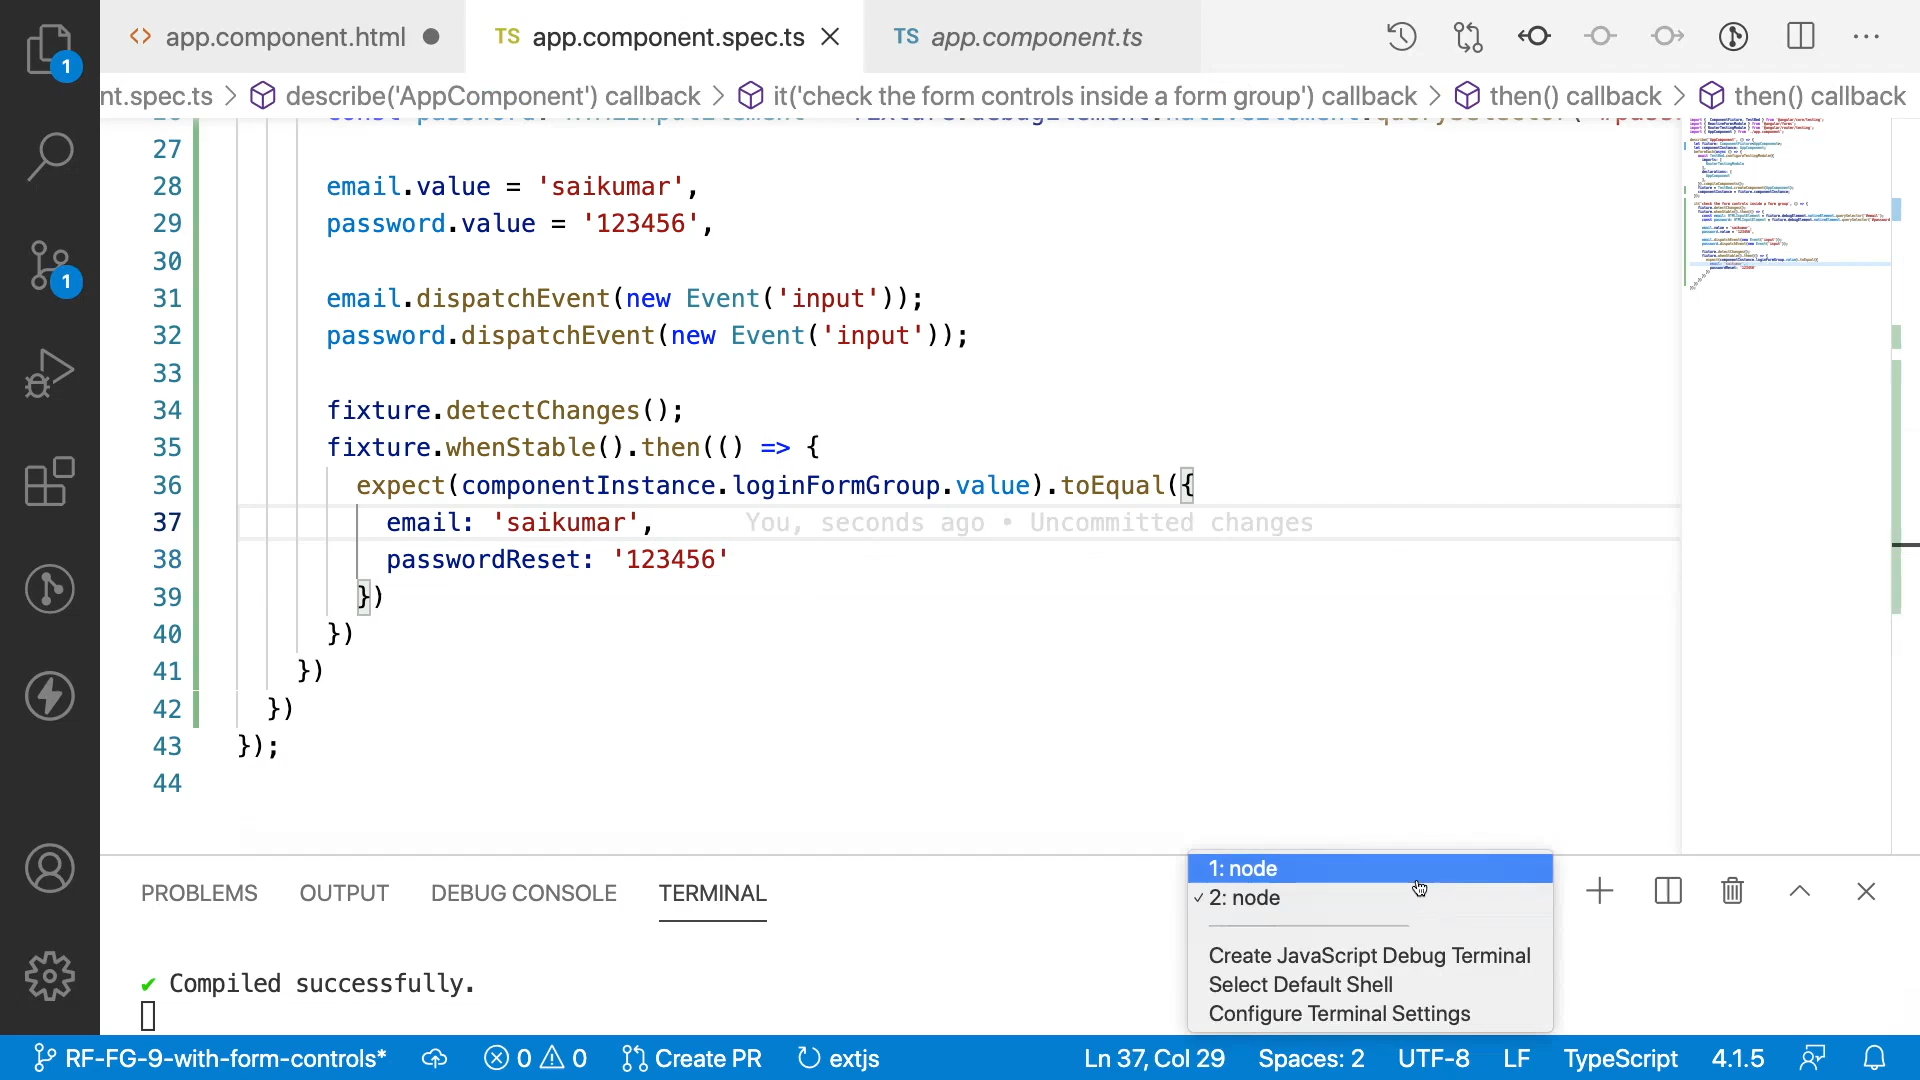 <> app.component.html
TS app.component.spec.ts
TS app.component.ts
nt.spec.ts > describe('AppComponent') callback > it('check the form controls inside a form group') callback > then() callback > then() callback
27
28 email.value = 'saikumar',
29 password.value = '123456',
30
31 email.dispatchEvent(new Event('input'));
32 password.dispatchEvent(new Event('input'));
33
34 fixture.detectChanges();
35 fixture.whenStable().then(() => {
36 expect(componentInstance.loginFormGroup.value).toEqual({
37 email: 'saikumar', You, seconds ago • Uncommitted changes
38 passwordReset: '123456'
39 })
40 })
41 })
42 })
43 });
44
1
1
PROBLEMS OUTPUT DEBUG CONSOLE TERMINAL
1: node
✓ 2: node
Create JavaScript Debug Terminal
Select Default Shell
Configure Terminal Settings
✔ Compiled successfully.
RF-FG-9-with-form-controls* 0 0 Create PR extjs Ln 37, Col 29 Spaces: 2 UTF-8 LF TypeScript 4.1.5